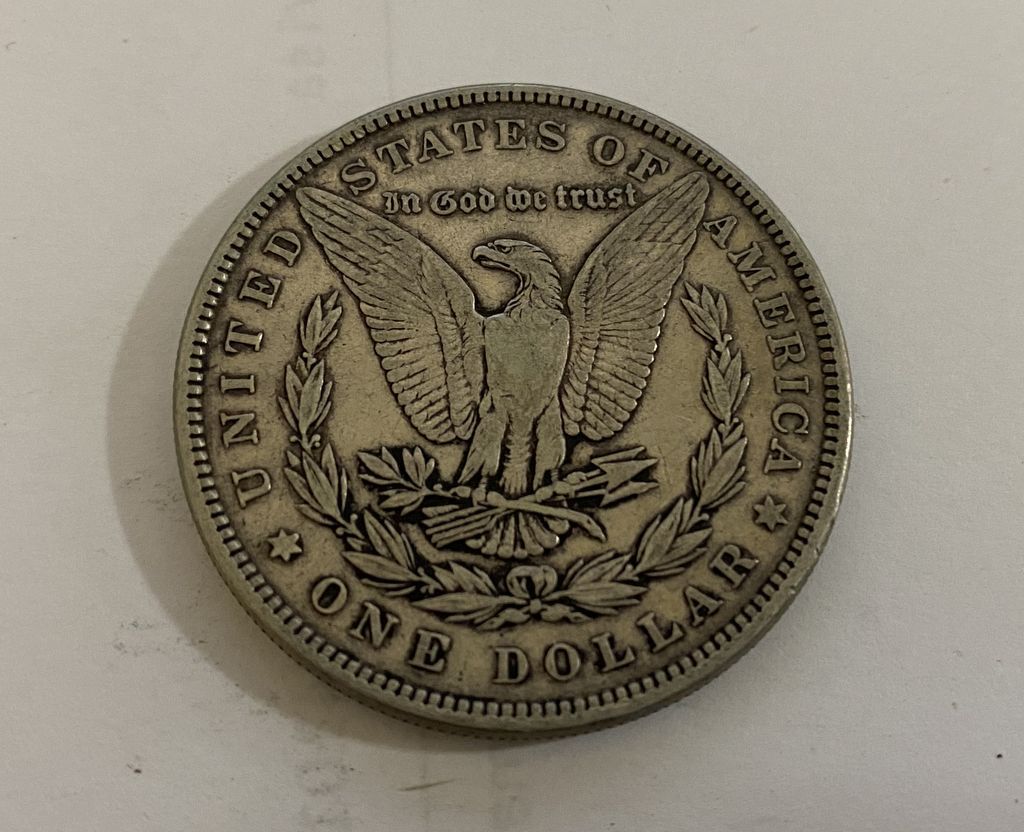 UNITED STATES OF AMERICA
In God we trust
ONE DOLLAR